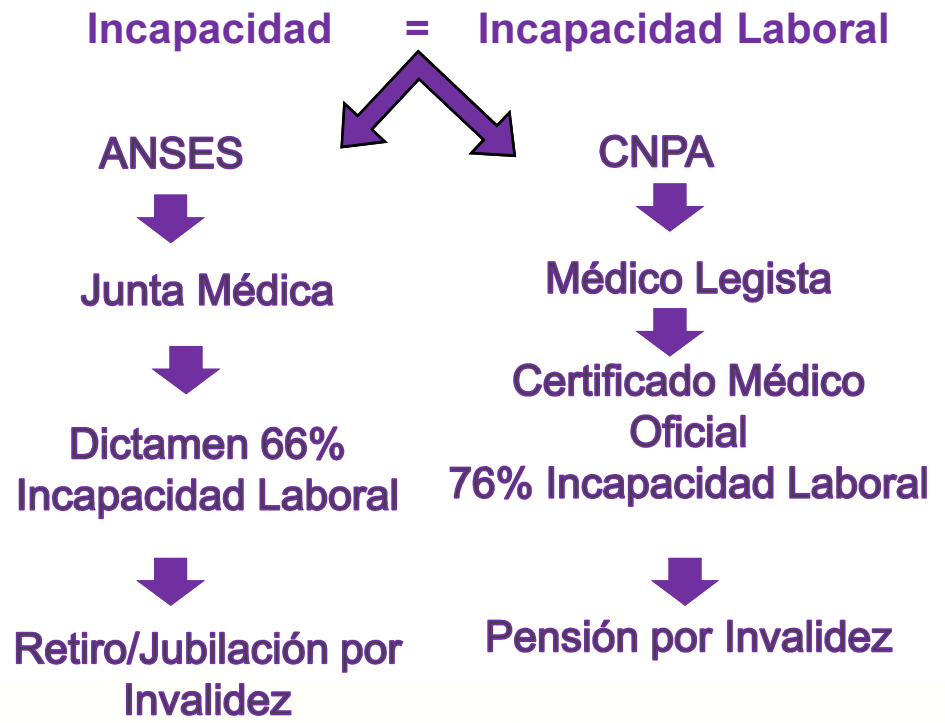 Incapacidad = Incapacidad Laboral
ANSES
CNPA
Junta Médica
Médico Legista
Dictamen 66%
Incapacidad Laboral
Certificado Médico
Oficial
76% Incapacidad Laboral
Retiro/Jubilación por
Invalidez
Pensión por Invalidez